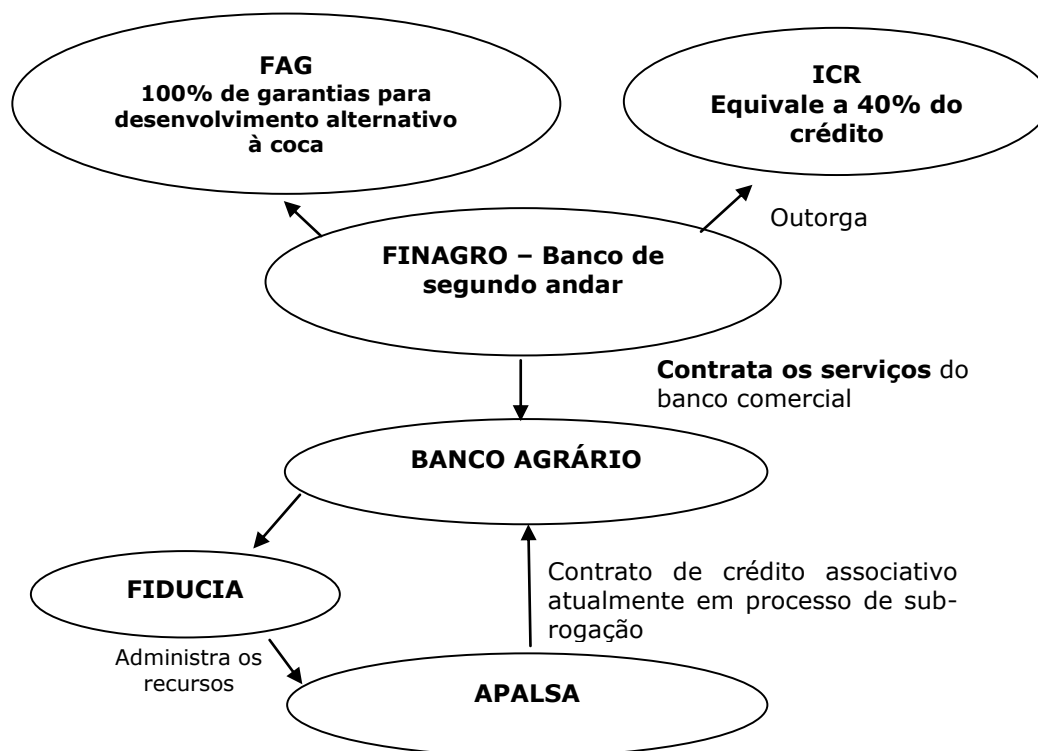 FAG
100% de garantias para
desenvolvimento alternativo
à coca
ICR
Equivale a 40% do
crédito
Outorga
FINAGRO – Banco de
segundo andar
Contrata os serviços do
banco comercial
BANCO AGRÁRIO
FIDUCIA
Contrato de crédito associativo
atualmente em processo de sub-
rogação
Administra os
recursos
APALSA